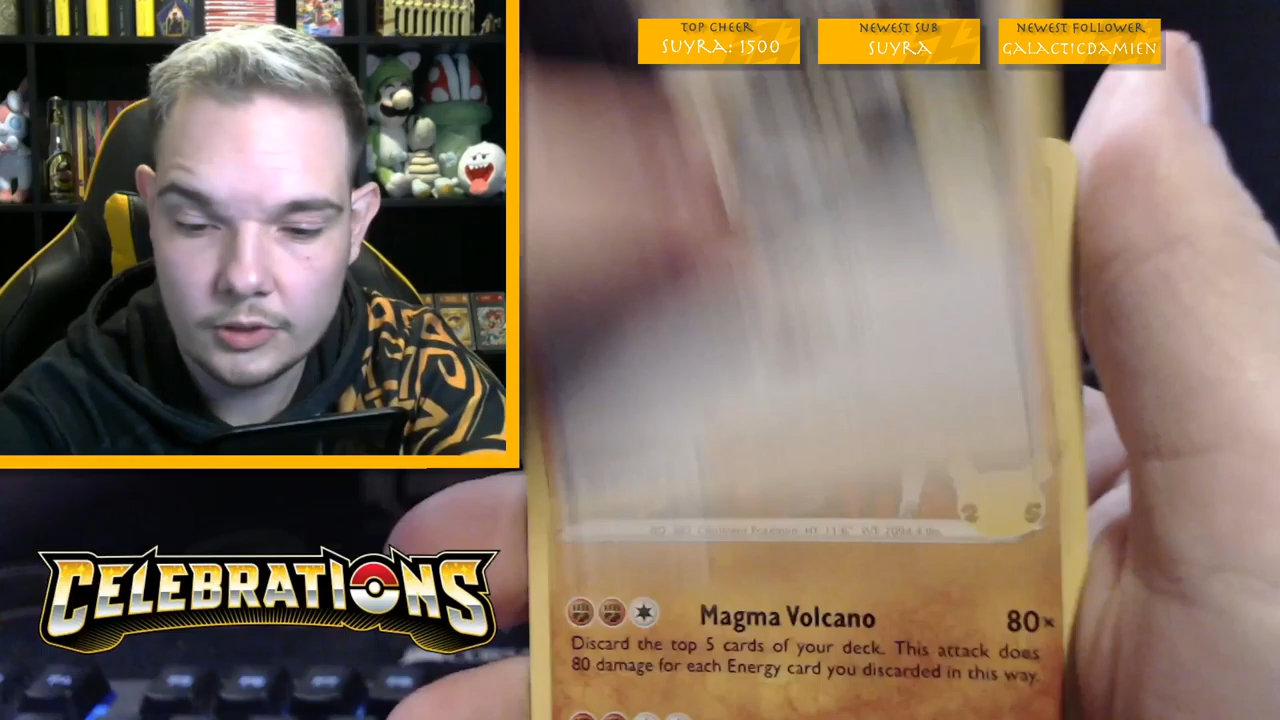 TOP CHEER
SUYRA: 1500
NEWEST SUB
SUYRA
NEWEST FOLLOWER
GALACTICDAMIEN
25
Magma Volcano 80×
Discard the top 5 cards of your deck. This attack does
80 damage for each Energy card you discarded in this way.
CELEBRATIONS